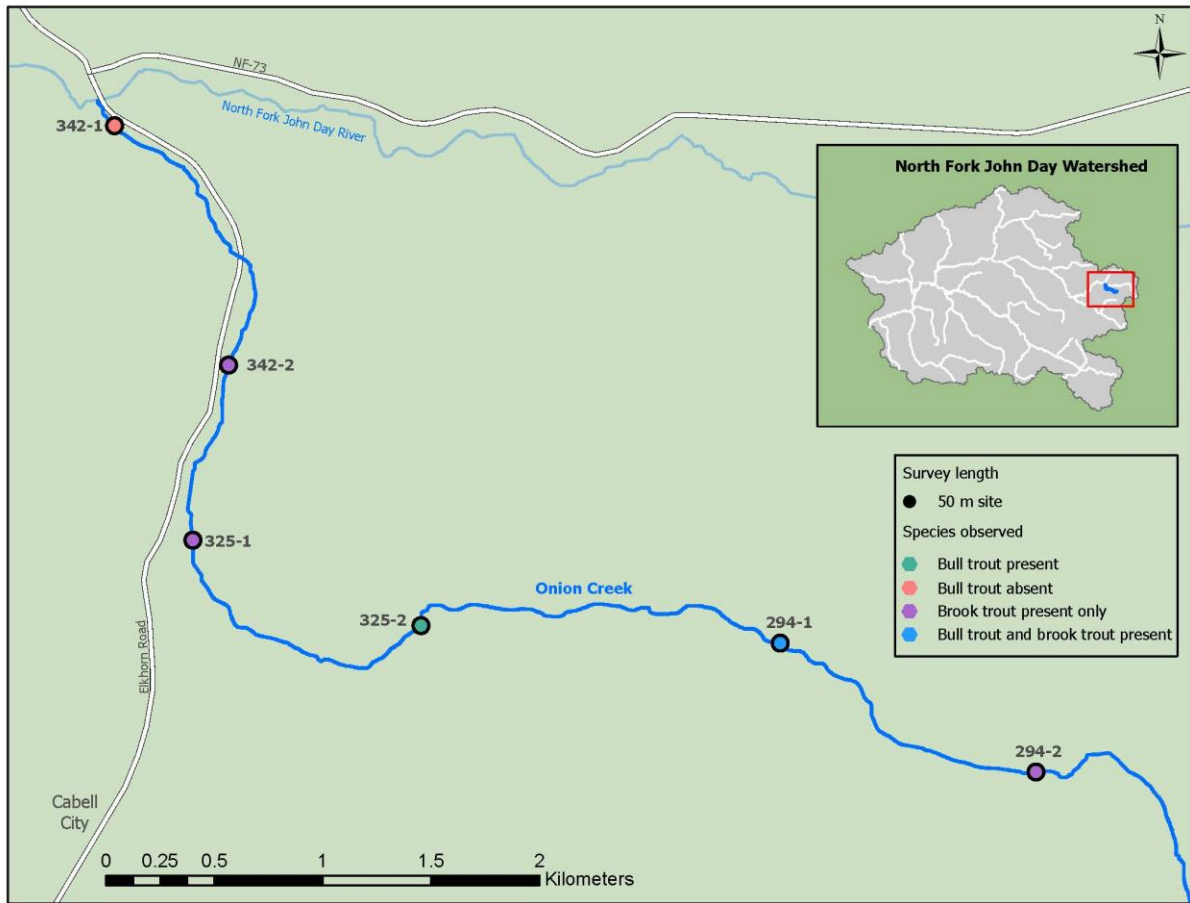 N
NF-73
North Fork John Day River
342-1
342-2
325-1
325-2
Onion Creek
294-1
294-2
Elkhorn Road
Cabell
City
0 0.25 0.5 1 1.5 2
Kilometers
North Fork John Day Watershed
Survey length
50 m site
Species observed
Bull trout present
Bull trout absent
Brook trout present only
Bull trout and brook trout present